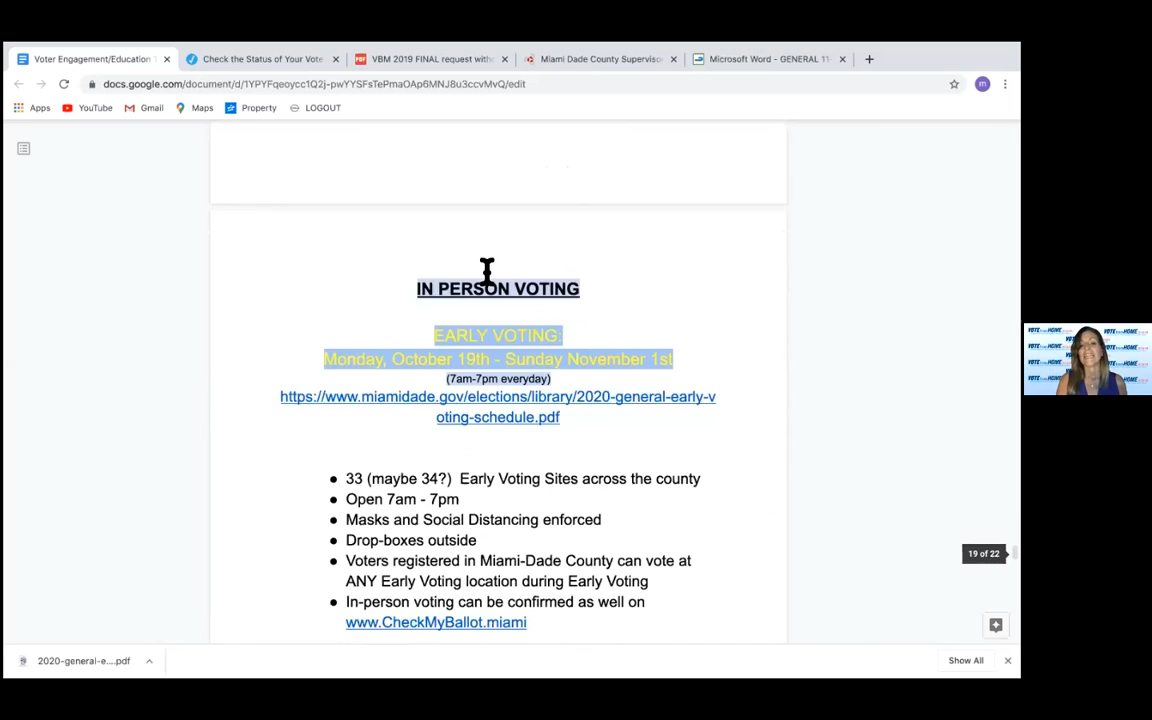 Voter Engagement/Education
Check the Status of Your Vote
VBM 2019 FINAL request
Miami Dade County Superviso
Microsoft Word - GENERAL 11
docs.google.com/document/d/1YPYFqeoycc1Q2j-pwYYSFsTePmaOAp6MNJ8u3ccvMvQ/edit
m
Apps YouTube Gmail Maps Property LOGOUT
IN PERSON VOTING
EARLY VOTING:
Monday, October 19th - Sunday November 1st
(7am-7pm everyday)
https://www.miamidade.gov/elections/library/2020-general-early-v
oting-schedule.pdf
● 33 (maybe 34?) Early Voting Sites across the county
● Open 7am - 7pm
● Masks and Social Distancing enforced
● Drop-boxes outside
● Voters registered in Miami-Dade County can vote at
ANY Early Voting location during Early Voting
● In-person voting can be confirmed as well on
www.CheckMyBallot.miami
19 of 22
2020-general-e....pdf
Show All